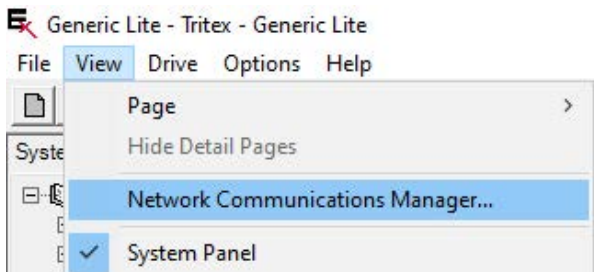 Generic Lite - Tritex - Generic Lite
File View Drive Options Help
Page
Syste
Hide Detail Pages
Network Communications Manager...
System Panel